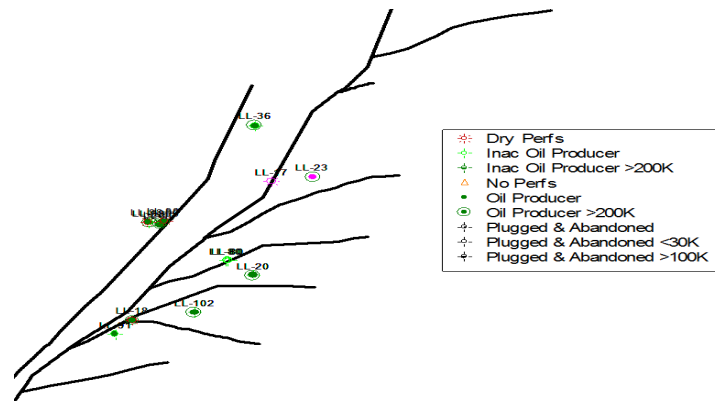 LL-36
LL-23
LL-20
LL-102
LL-18
Dry Perfs
Inac Oil Producer
Inac Oil Producer >200K
No Perfs
Oil Producer
Oil Producer >200K
Plugged & Abandoned
Plugged & Abandoned <30K
Plugged & Abandoned >100K